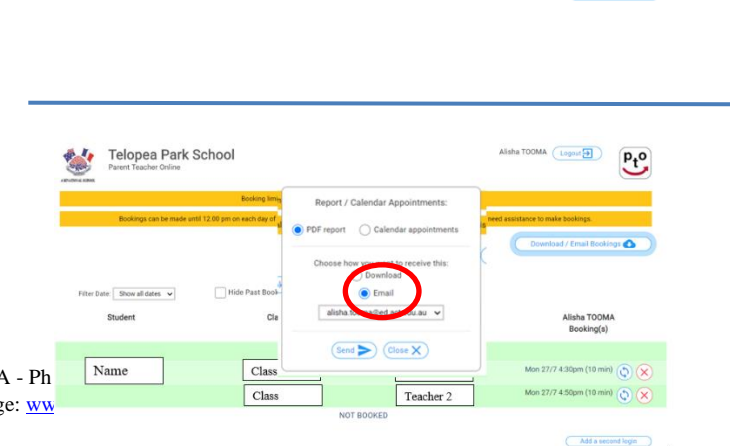 Telopea Park School
Parent Teacher Online
Alisha TOOMA Logout
pto
Booking
Bookings can be made until 12.00 pm on each day of
need assistance to make bookings.
Report / Calendar Appointments:
PDF report Calendar appointments
Download / Email Bookings
Choose how you want to receive this:
Download
Email
Filter Date: Show all dates
Hide Past Book
Student
Cla
Alisha TOOMA
Booking(s)
Send Close
A - Ph
Name
Class
Mon 27/7 4:30pm (10 min)
ge: ww
Class
Teacher 2
Mon 27/7 4:50pm (10 min)
NOT BOOKED
Add a second login